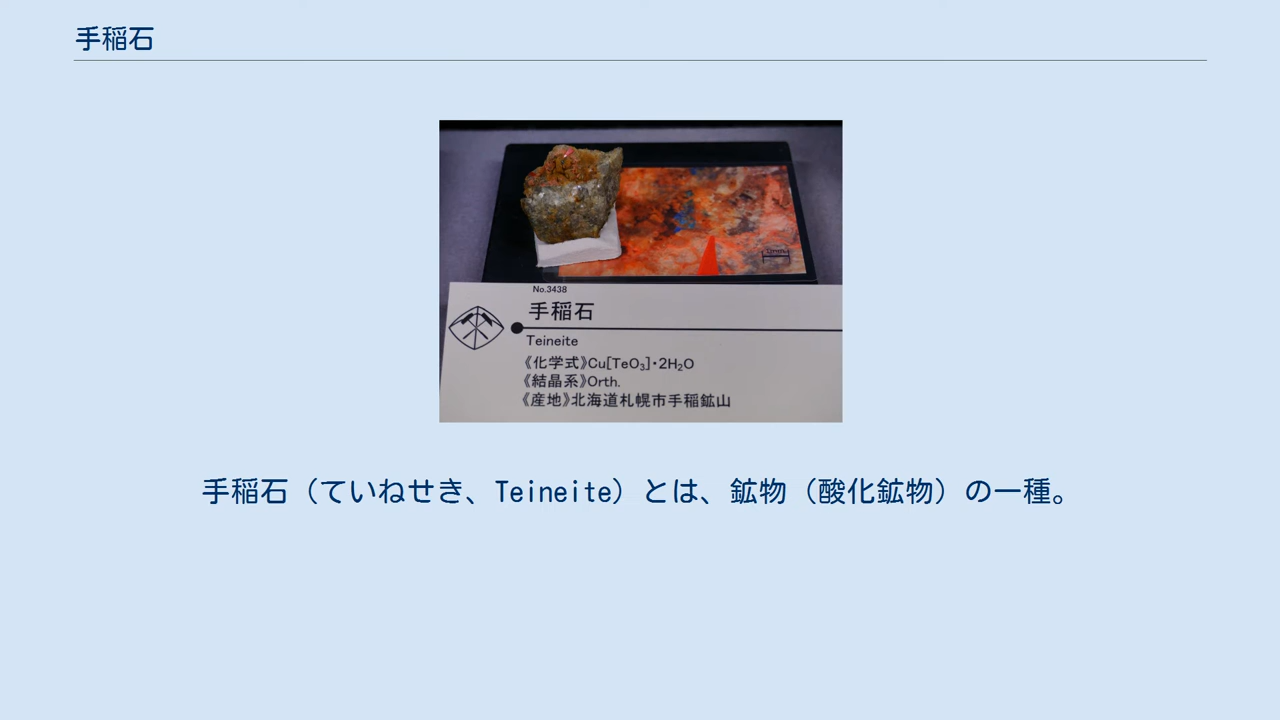 手稲石
No.3438
手稲石
Teineite
《化学式》Cu[TeO₃]・2H₂O
《結晶系》Orth.
《産地》北海道札幌市手稲鉱山
手稲石（ていねせき、Teineite）とは、鉱物（酸化鉱物）の一種。